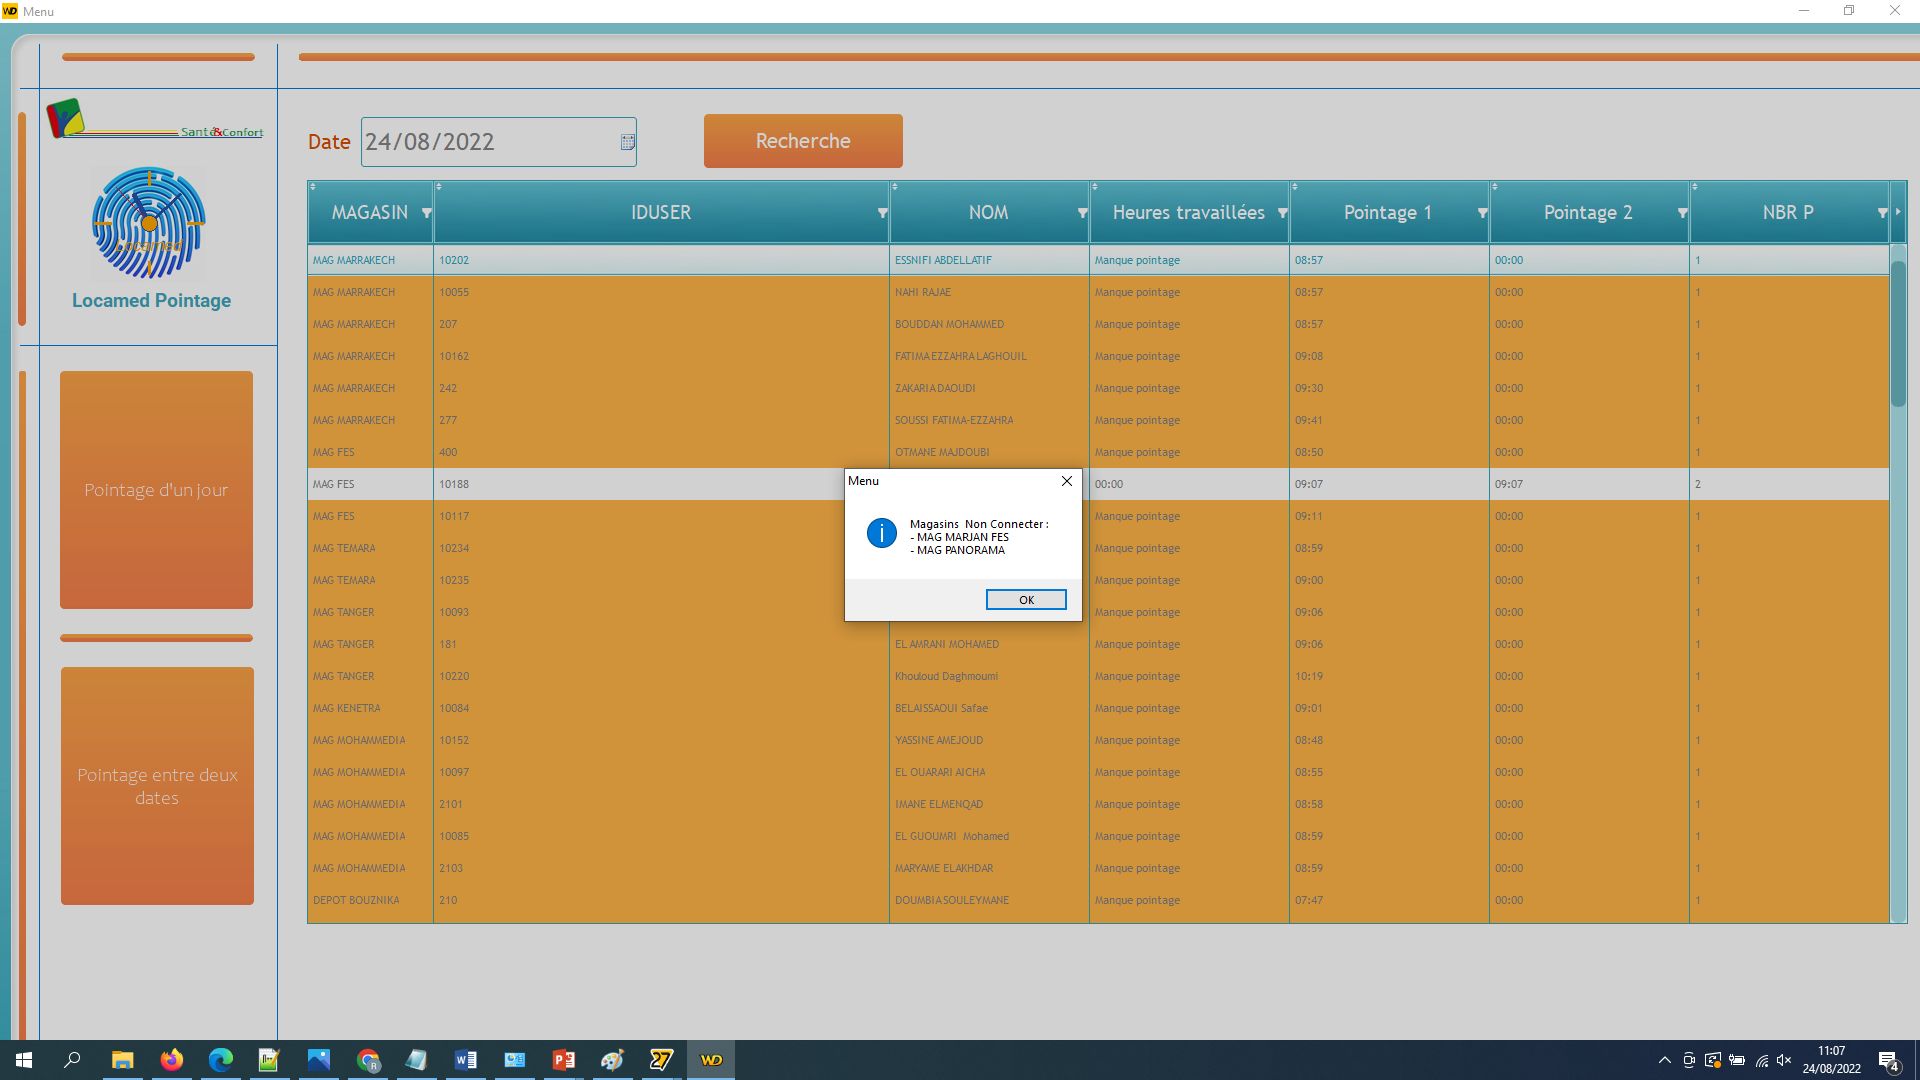 Menu
Santé&Confort
Locamed
Locamed Pointage
Pointage d'un jour
Pointage entre deux
dates
Date 24/08/2022 Recherche
MAGASIN IDUSER NOM Heures travaillées Pointage 1 Pointage 2 NBR P
MAG MARRAKECH 10202 ESSNIFI ABDELLATIF Manque pointage 08:57 00:00 1
MAG MARRAKECH 10055 NAHI RAJAE Manque pointage 08:57 00:00 1
MAG MARRAKECH 207 BOUDDAN MOHAMMED Manque pointage 08:57 00:00 1
MAG MARRAKECH 10162 FATIMA EZZAHRA LAGHOUIL Manque pointage 09:08 00:00 1
MAG MARRAKECH 242 ZAKARIA DAOUDI Manque pointage 09:30 00:00 1
MAG MARRAKECH 277 SOUSSI FATIMA-EZZAHRA Manque pointage 09:41 00:00 1
MAG FES 400 OTMANE MAJDOUBI Manque pointage 08:50 00:00 1
MAG FES 10188 00:00 09:07 09:07 2
MAG FES 10117 Manque pointage 09:11 00:00 1
MAG TEMARA 10234 Manque pointage 08:59 00:00 1
MAG TEMARA 10235 Manque pointage 09:00 00:00 1
MAG TANGER 10093 Manque pointage 09:06 00:00 1
MAG TANGER 181 EL AMRANI MOHAMED Manque pointage 09:06 00:00 1
MAG TANGER 10220 Khouloud Daghmoumi Manque pointage 10:19 00:00 1
MAG KENETRA 10084 BELAISSAOUI Safae Manque pointage 09:01 00:00 1
MAG MOHAMMEDIA 10152 YASSINE AMEJOUD Manque pointage 08:48 00:00 1
MAG MOHAMMEDIA 10097 EL OUARARI AICHA Manque pointage 08:55 00:00 1
MAG MOHAMMEDIA 2101 IMANE ELMENQAD Manque pointage 08:58 00:00 1
MAG MOHAMMEDIA 10085 EL GUOUMRI Mohamed Manque pointage 08:59 00:00 1
MAG MOHAMMEDIA 2103 MARYAME ELAKHDAR Manque pointage 08:59 00:00 1
DEPOT BOUZNIKA 210 DOUMBIA SOULEYMANE Manque pointage 07:47 00:00 1
Menu
Magasins Non Connecter :
- MAG MARJAN FES
- MAG PANORAMA
OK
11:07
24/08/2022
4